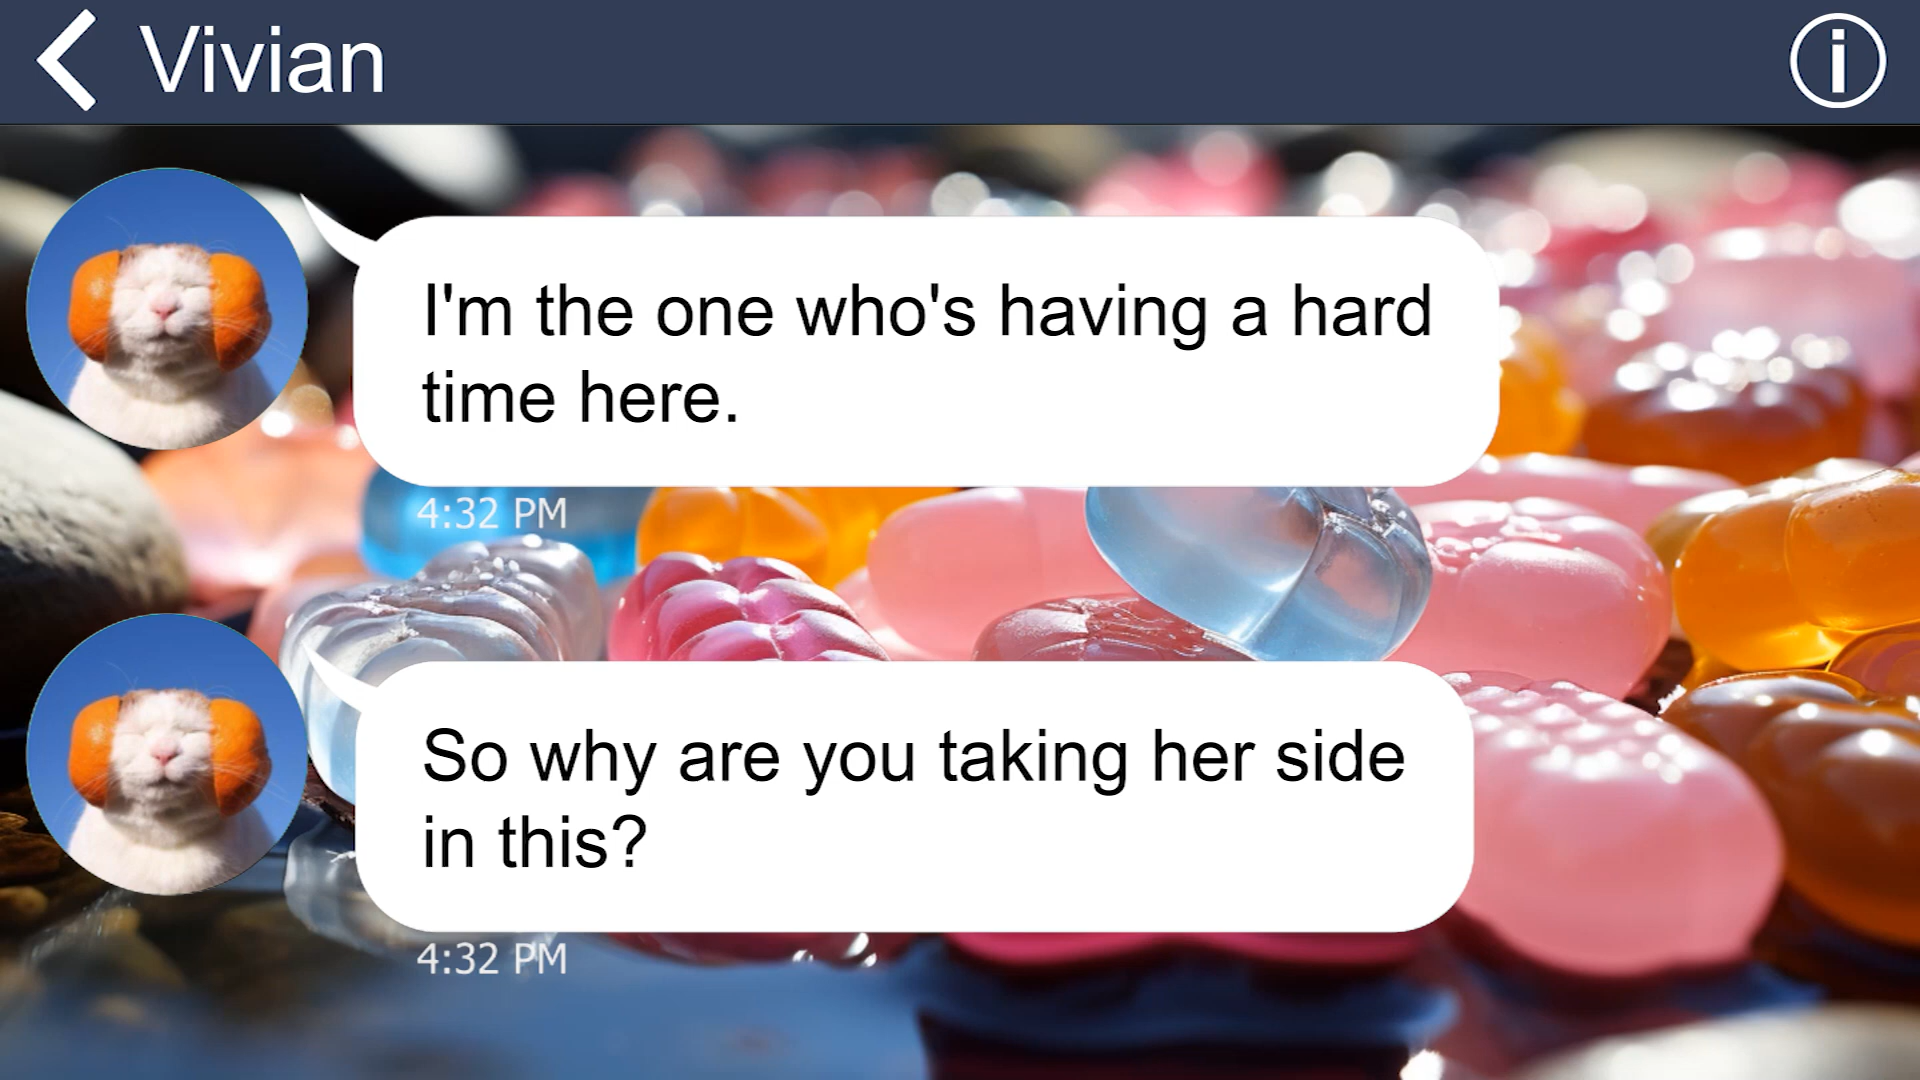 Vivian
I'm the one who's having a hard
time here.
4:32 PM
So why are you taking her side
in this?
4:32 PM